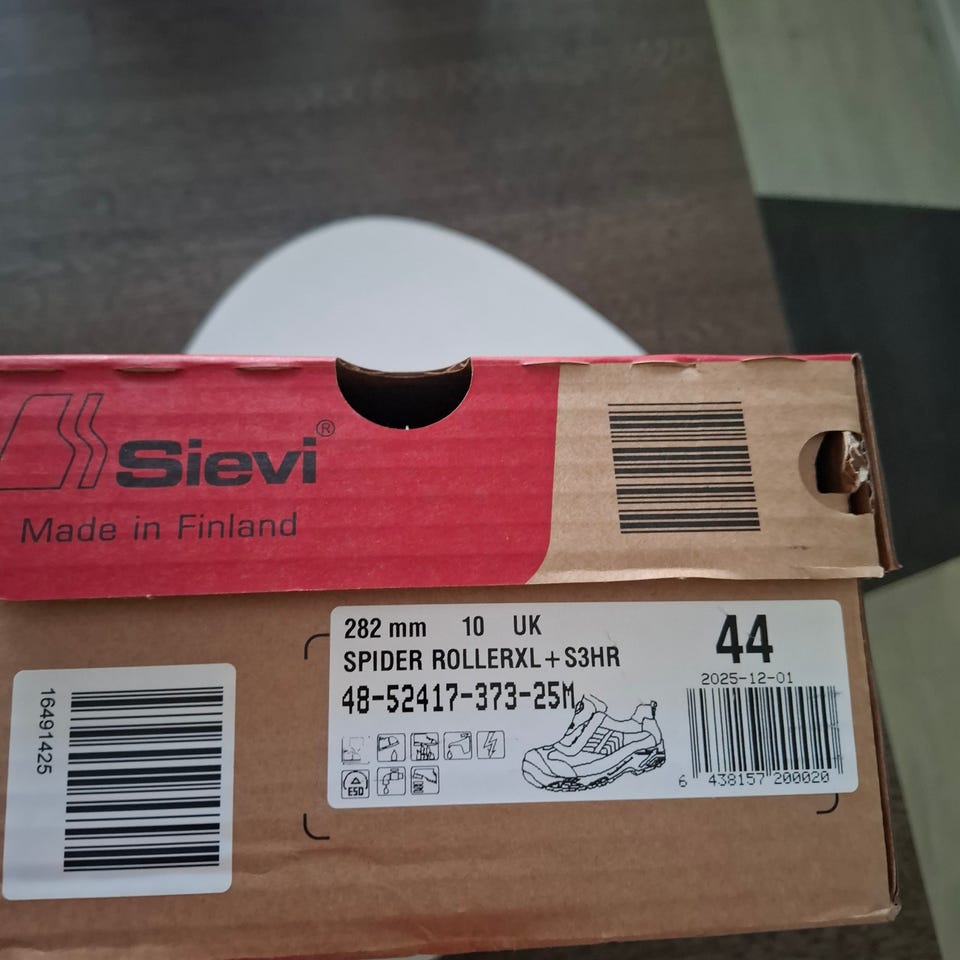 Sievi®
Made in Finland
282 mm 10 UK
44
SPIDER ROLLERXL+S3HR
48-52417-373-25M
2025-12-01
ESD
6 438157 200020
16491425